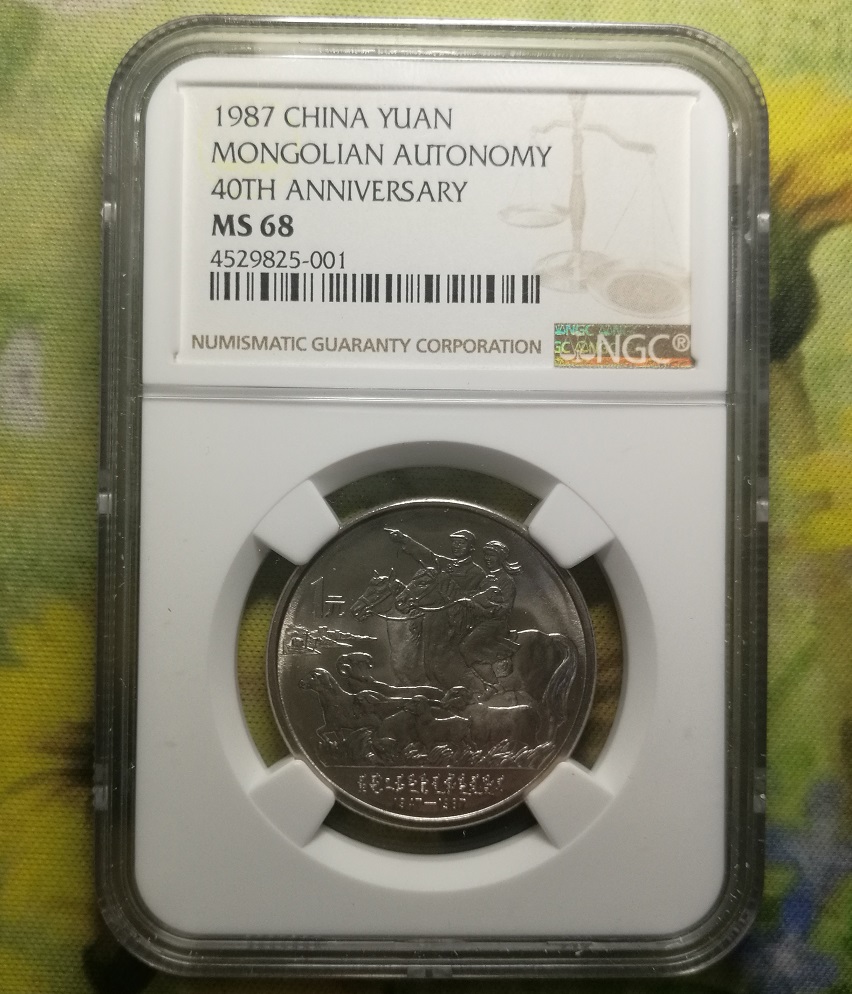 1987 CHINA YUAN
MONGOLIAN AUTONOMY
40TH ANNIVERSARY
MS 68
4529825-001
NUMISMATIC GUARANTY CORPORATION
NGC®
1元
1947—1987